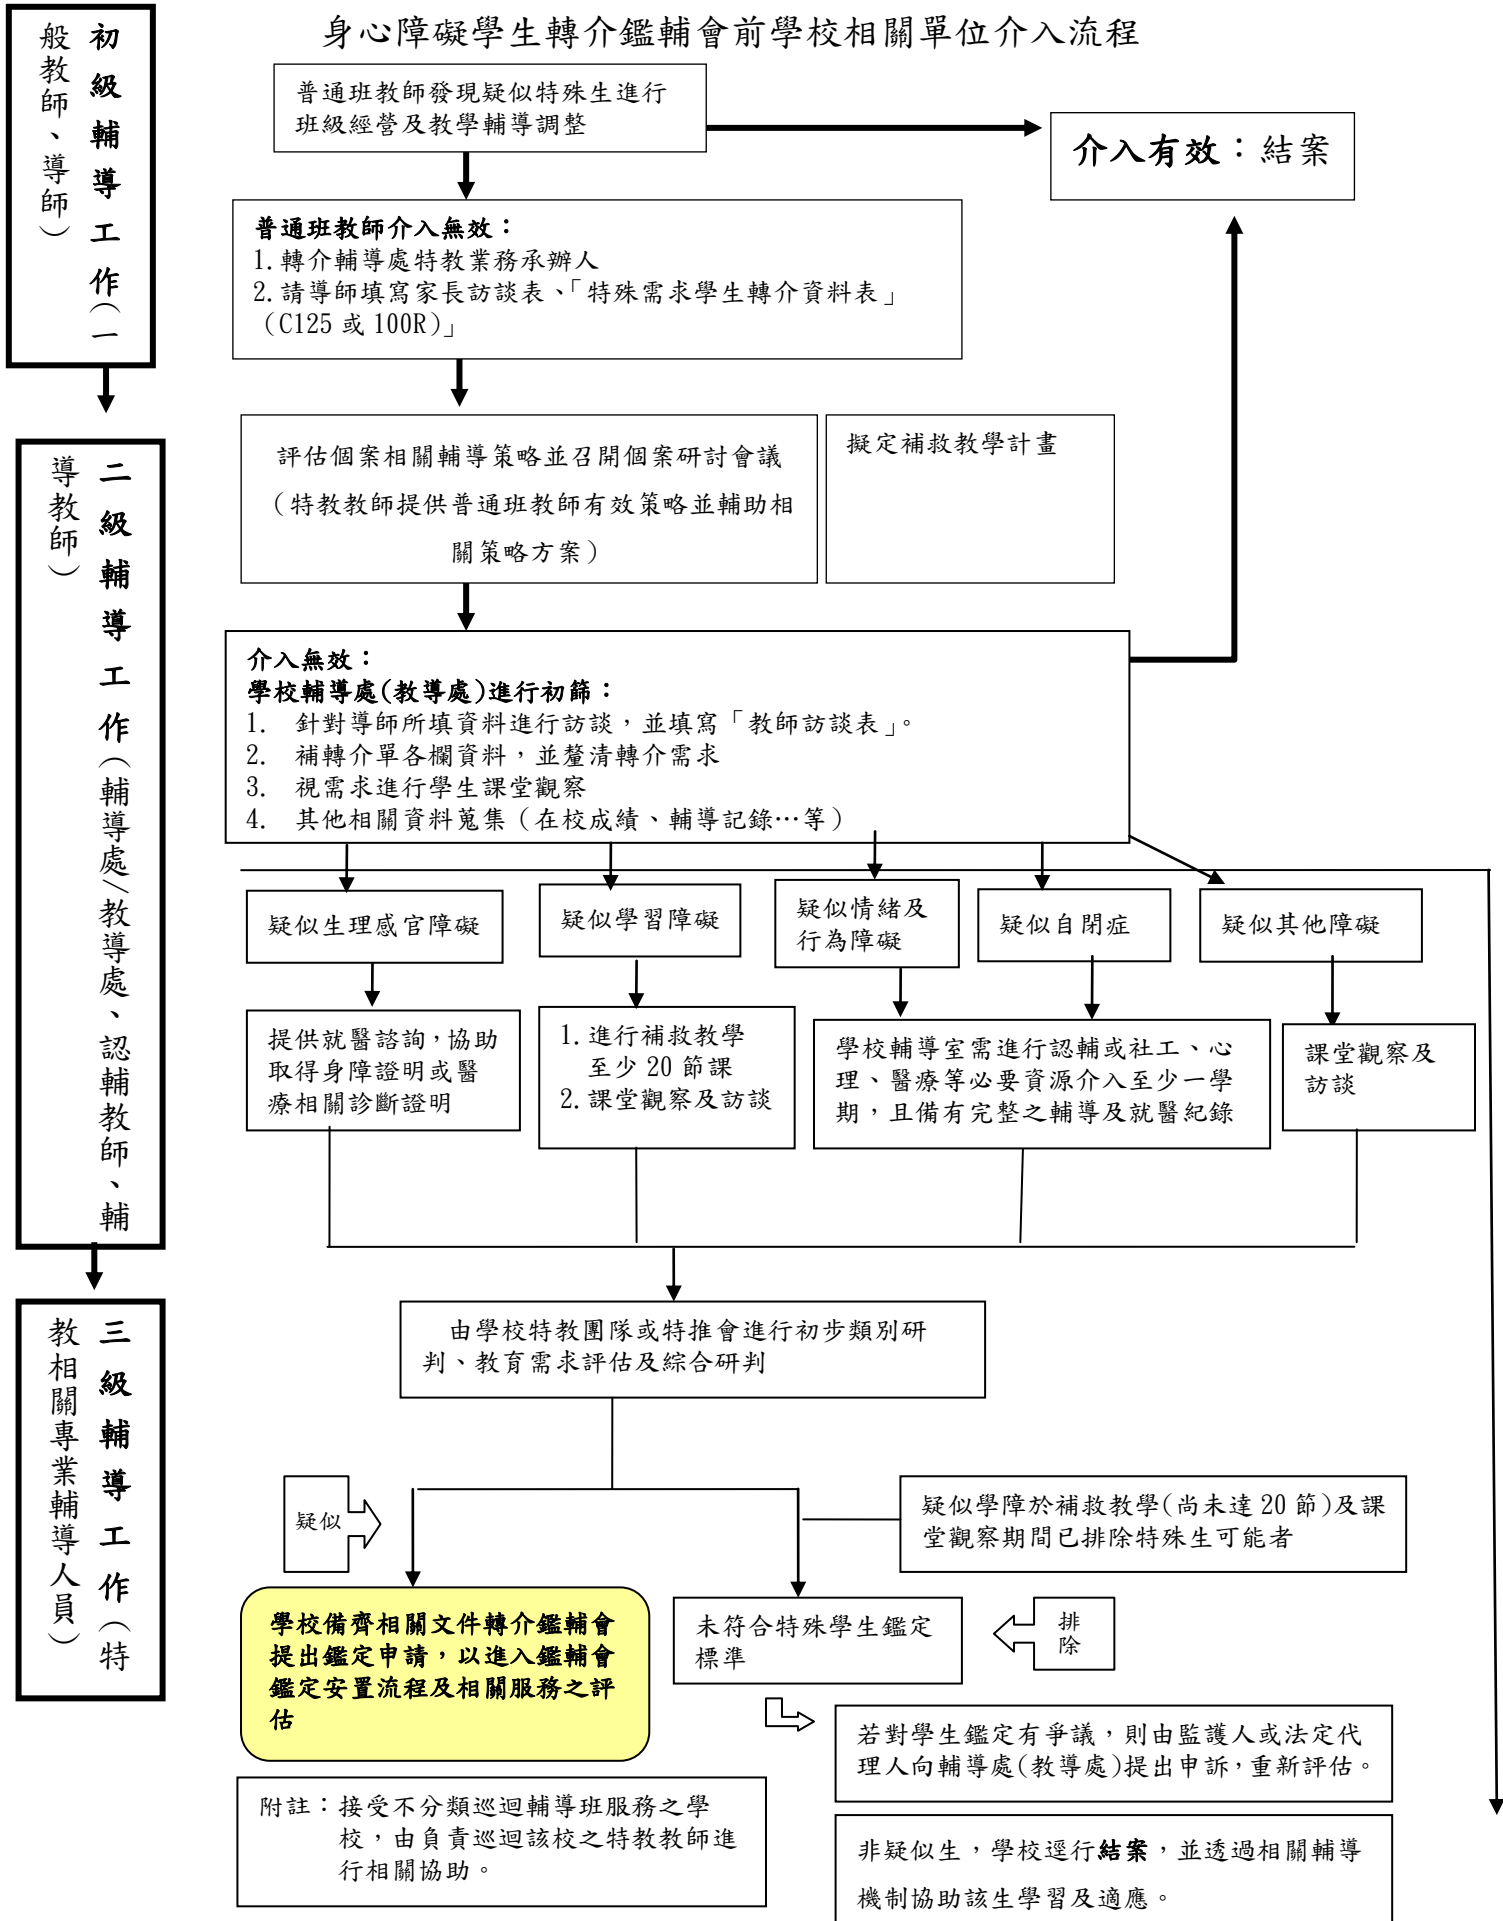 身心障礙學生轉介鑑輔會前學校相關單位介入流程
初級輔導工作（一
般教師、導師）
普通班教師發現疑似特殊生進行
班級經營及教學輔導調整
介入有效：結案
普通班教師介入無效：
1.轉介輔導處特教業務承辦人
2.請導師填寫家長訪談表、「特殊需求學生轉介資料表」
（C125 或 100R)」
二級輔導工作（輔導處/教導處、認輔教師、輔
導教師）
評估個案相關輔導策略並召開個案研討會議
（特教教師提供普通班教師有效策略並輔助相
關策略方案）
擬定補救教學計畫
介入無效：
學校輔導處(教導處)進行初篩：
1. 針對導師所填資料進行訪談，並填寫「教師訪談表」。
2. 補轉介單各欄資料，並釐清轉介需求
3. 視需求進行學生課堂觀察
4. 其他相關資料蒐集（在校成績、輔導記錄…等）
疑似生理感官障礙
疑似學習障礙
疑似情緒及
行為障礙
疑似自閉症
疑似其他障礙
提供就醫諮詢，協助
取得身障證明或醫
療相關診斷證明
1.進行補救教學
至少 20 節課
2.課堂觀察及訪談
學校輔導室需進行認輔或社工、心
理、醫療等必要資源介入至少一學
期，且備有完整之輔導及就醫紀錄
課堂觀察及
訪談
三級輔導工作（特
教相關專業輔導人員）
由學校特教團隊或特推會進行初步類別研
判、教育需求評估及綜合研判
疑似
疑似學障於補救教學(尚未達 20 節)及課
堂觀察期間已排除特殊生可能者
學校備齊相關文件轉介鑑輔會
提出鑑定申請，以進入鑑輔會
鑑定安置流程及相關服務之評
估
未符合特殊學生鑑定
標準
排
除
若對學生鑑定有爭議，則由監護人或法定代
理人向輔導處(教導處)提出申訴，重新評估。
附註：接受不分類巡迴輔導班服務之學
校，由負責巡迴該校之特教教師進
行相關協助。
非疑似生，學校逕行結案，並透過相關輔導
機制協助該生學習及適應。